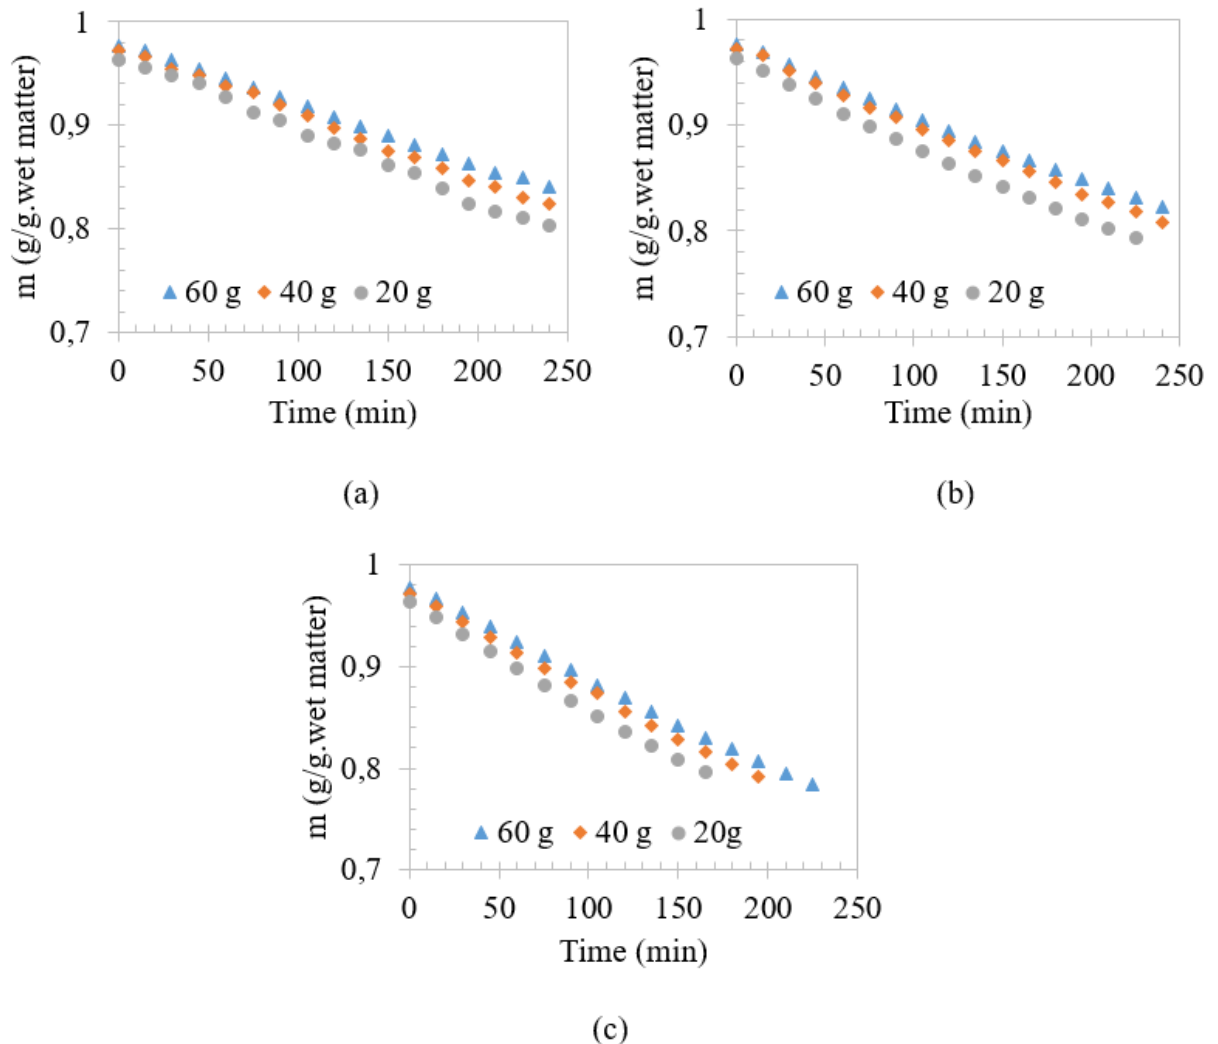 1
0,9
0,8
0,7
m (g/g.wet matter)
60 g 40 g 20 g
0 50 100 150 200 250
Time (min)
(a)
1
0,9
0,8
0,7
m (g/g.wet matter)
60 g 40 g 20 g
0 50 100 150 200 250
Time (min)
(b)
1
0,9
0,8
0,7
m (g/g.wet matter)
60 g 40 g 20g
0 50 100 150 200 250
Time (min)
(c)